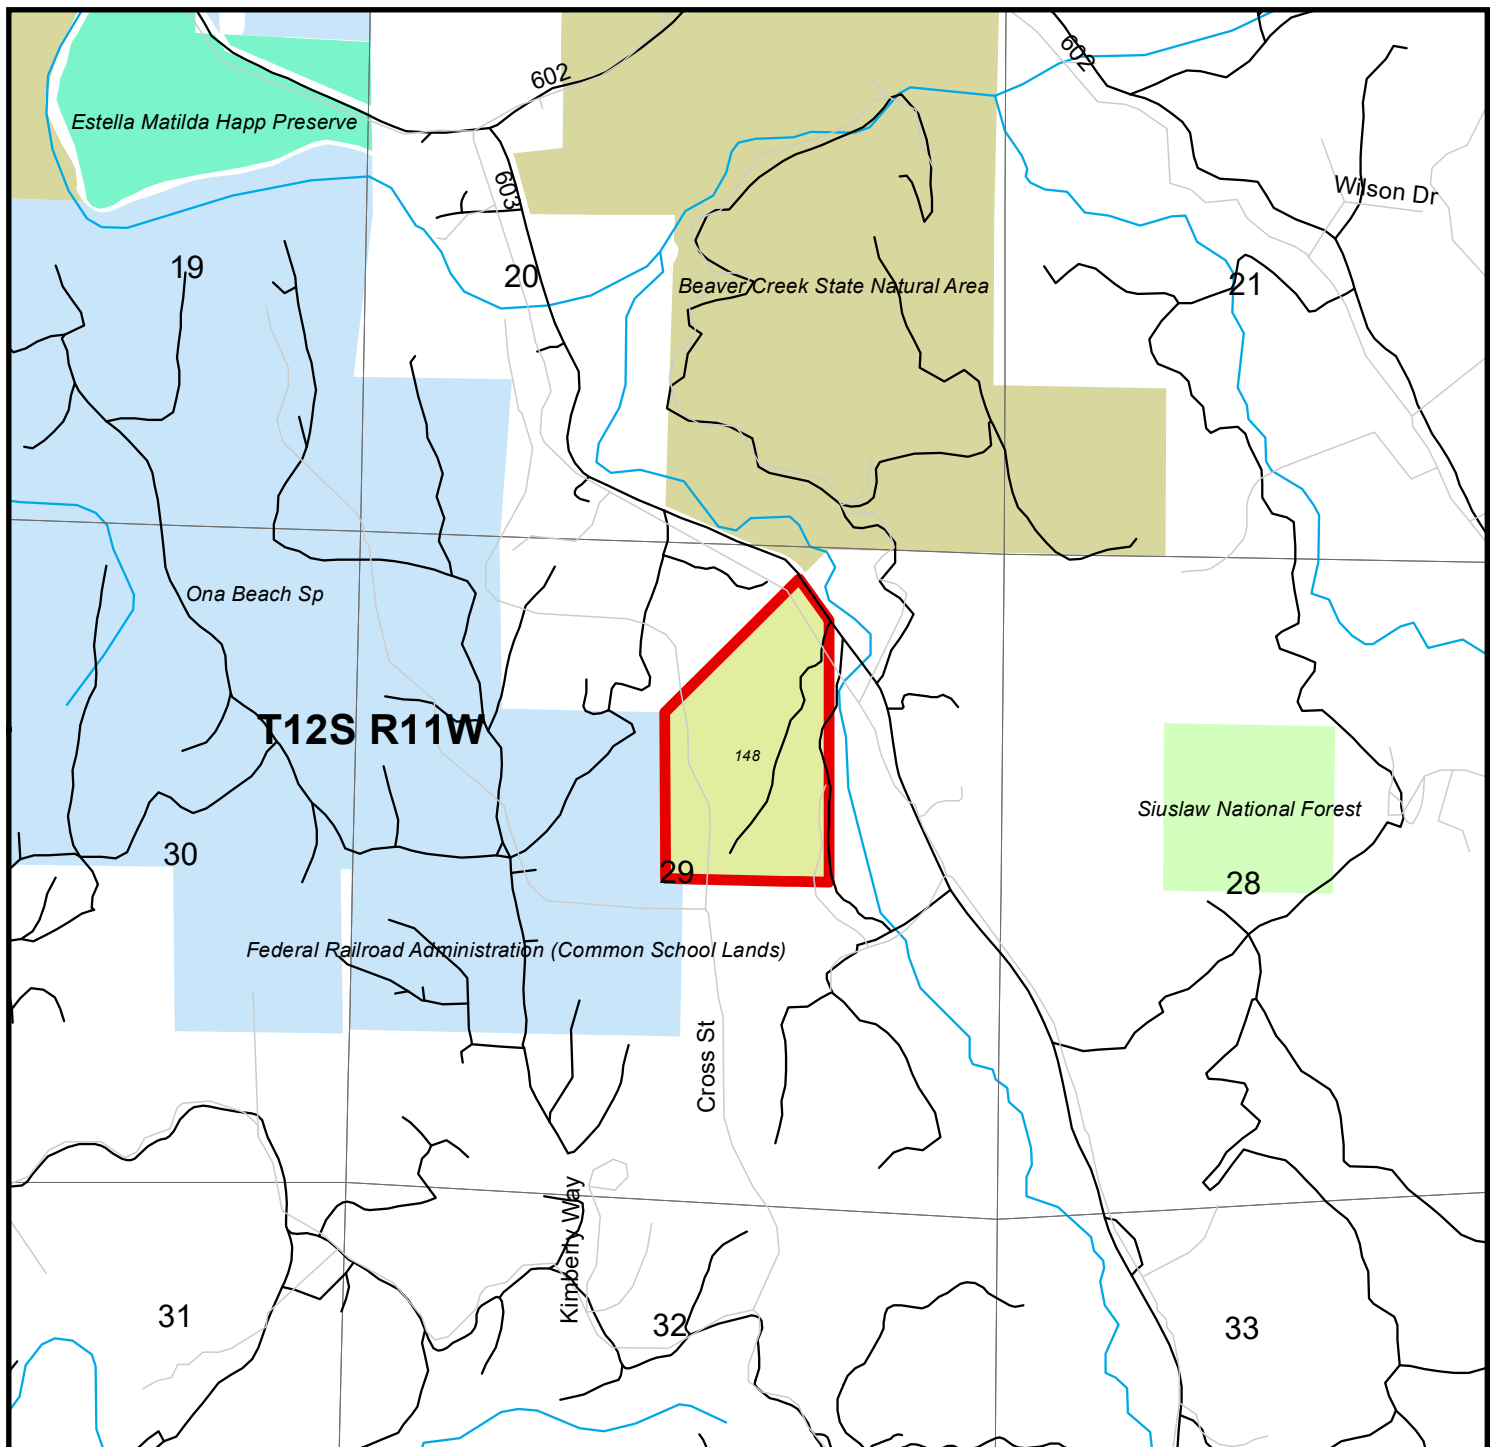 602
602
Estella Matilda Happ Preserve
603
Wilson Dr
19
20
Beaver Creek State Natural Area
21
Ona Beach Sp
T12S R11W
148
Siuslaw National Forest
30
29
28
Federal Railroad Administration (Common School Lands)
Cross St
Kimberly Way
31
32
33